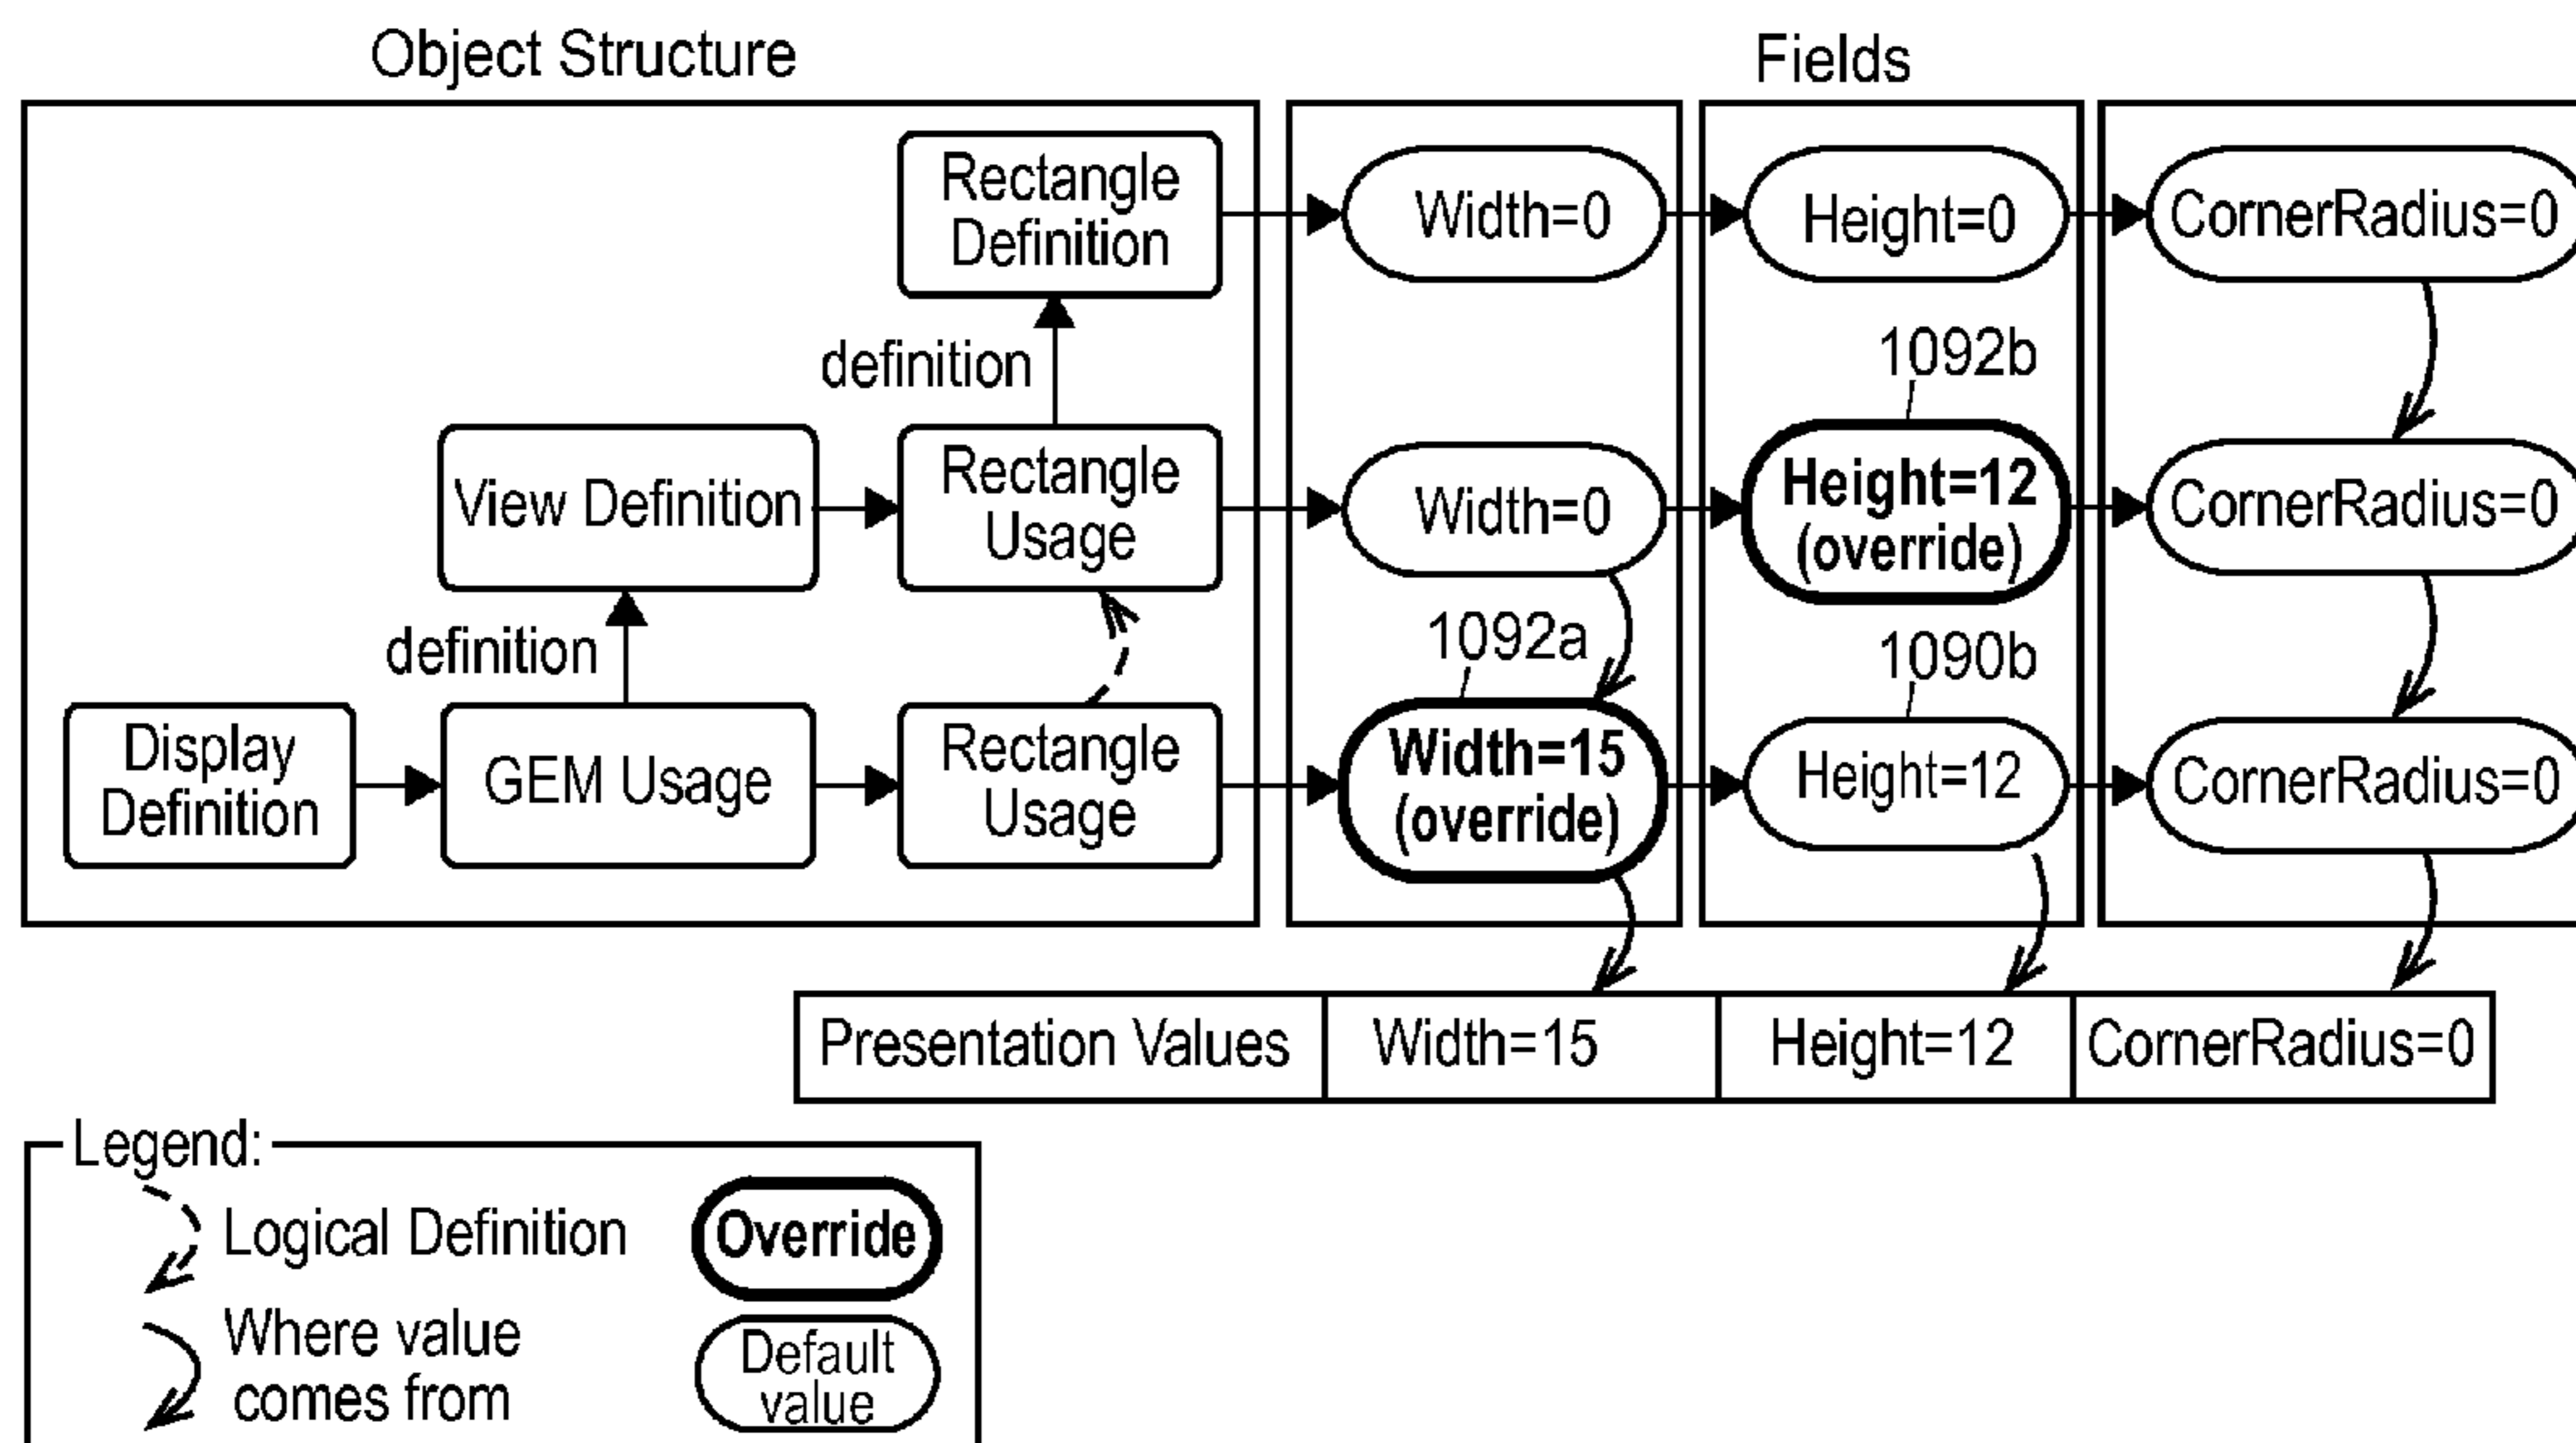 Object Structure
Fields
Rectangle
Definition
Width=0
Height=0
CornerRadius=0
definition
1092b
View Definition
Rectangle
Usage
Width=0
Height=12
(override)
CornerRadius=0
definition
1092a
1090b
Display
Definition
GEM Usage
Rectangle
Usage
Width=15
(override)
Height=12
CornerRadius=0
Presentation Values
Width=15
Height=12
CornerRadius=0
Legend:
Logical Definition
Override
Where value
comes from
Default
value